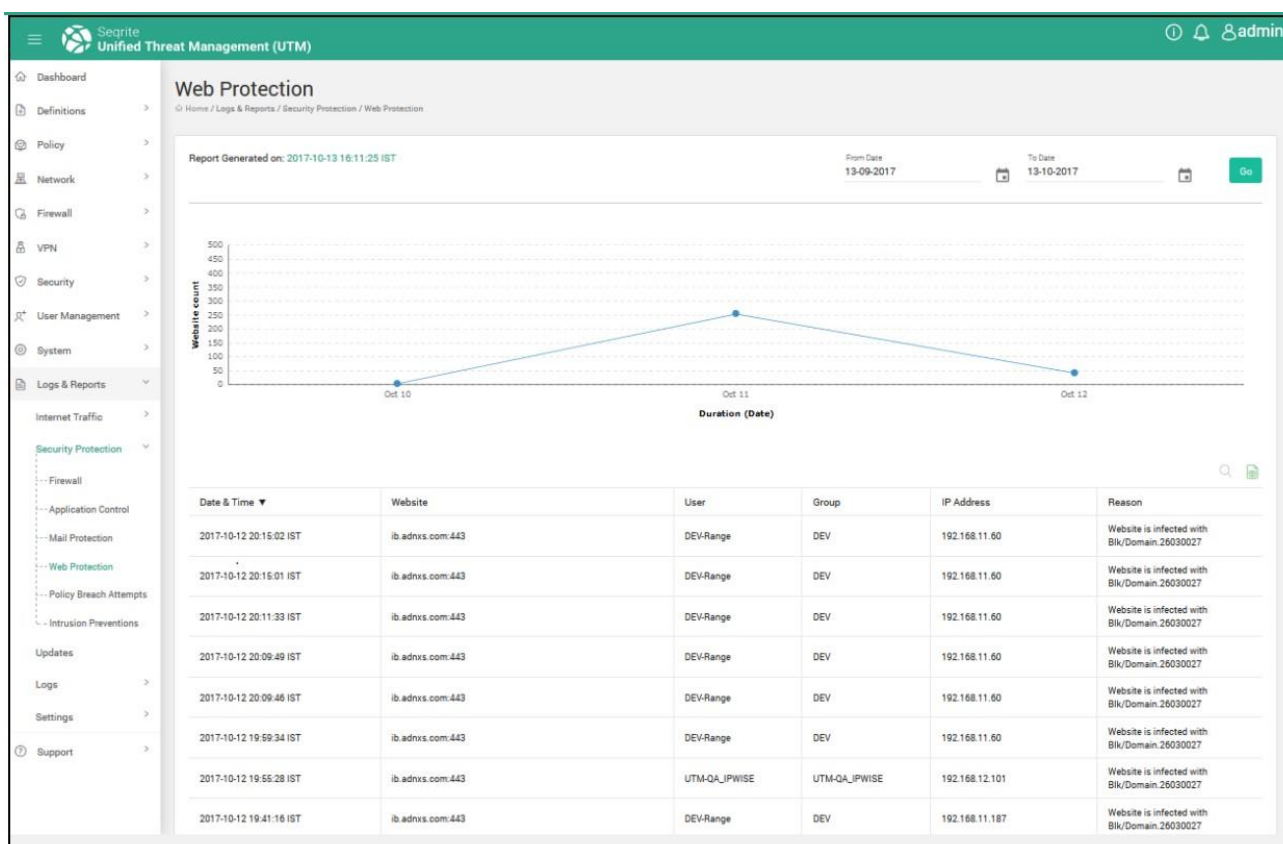 Seqrite
Unified Threat Management (UTM)
admin
Dashboard
Definitions
Policy
Network
Firewall
VPN
Security
User Management
System
Logs & Reports
Internet Traffic
Security Protection
Firewall
Application Control
Mail Protection
Web Protection
Policy Breach Attempts
Intrusion Preventions
Updates
Logs
Settings
Support
Web Protection
Home / Logs & Reports / Security Protection / Web Protection
Report Generated on: 2017-10-13 16:11:25 IST
From Date
13-09-2017
To Date
13-10-2017
Go
Website count
500
450
400
350
300
250
200
150
100
50
0
Oct 10 Oct 11 Oct 12
Duration (Date)
Date & Time ▼ Website User Group IP Address Reason
2017-10-12 20:15:02 IST ib.adnxs.com:443 DEV-Range DEV 192.168.11.60 Website is infected with
Blk/Domain.26030027
2017-10-12 20:15:01 IST ib.adnxs.com:443 DEV-Range DEV 192.168.11.60 Website is infected with
Blk/Domain.26030027
2017-10-12 20:11:33 IST ib.adnxs.com:443 DEV-Range DEV 192.168.11.60 Website is infected with
Blk/Domain.26030027
2017-10-12 20:09:49 IST ib.adnxs.com:443 DEV-Range DEV 192.168.11.60 Website is infected with
Blk/Domain.26030027
2017-10-12 20:09:46 IST ib.adnxs.com:443 DEV-Range DEV 192.168.11.60 Website is infected with
Blk/Domain.26030027
2017-10-12 19:59:34 IST ib.adnxs.com:443 DEV-Range DEV 192.168.11.60 Website is infected with
Blk/Domain.26030027
2017-10-12 19:55:28 IST ib.adnxs.com:443 UTM-QA_IPWISE UTM-QA_IPWISE 192.168.12.101 Website is infected with
Blk/Domain.26030027
2017-10-12 19:41:16 IST ib.adnxs.com:443 DEV-Range DEV 192.168.11.187 Website is infected with
Blk/Domain.26030027